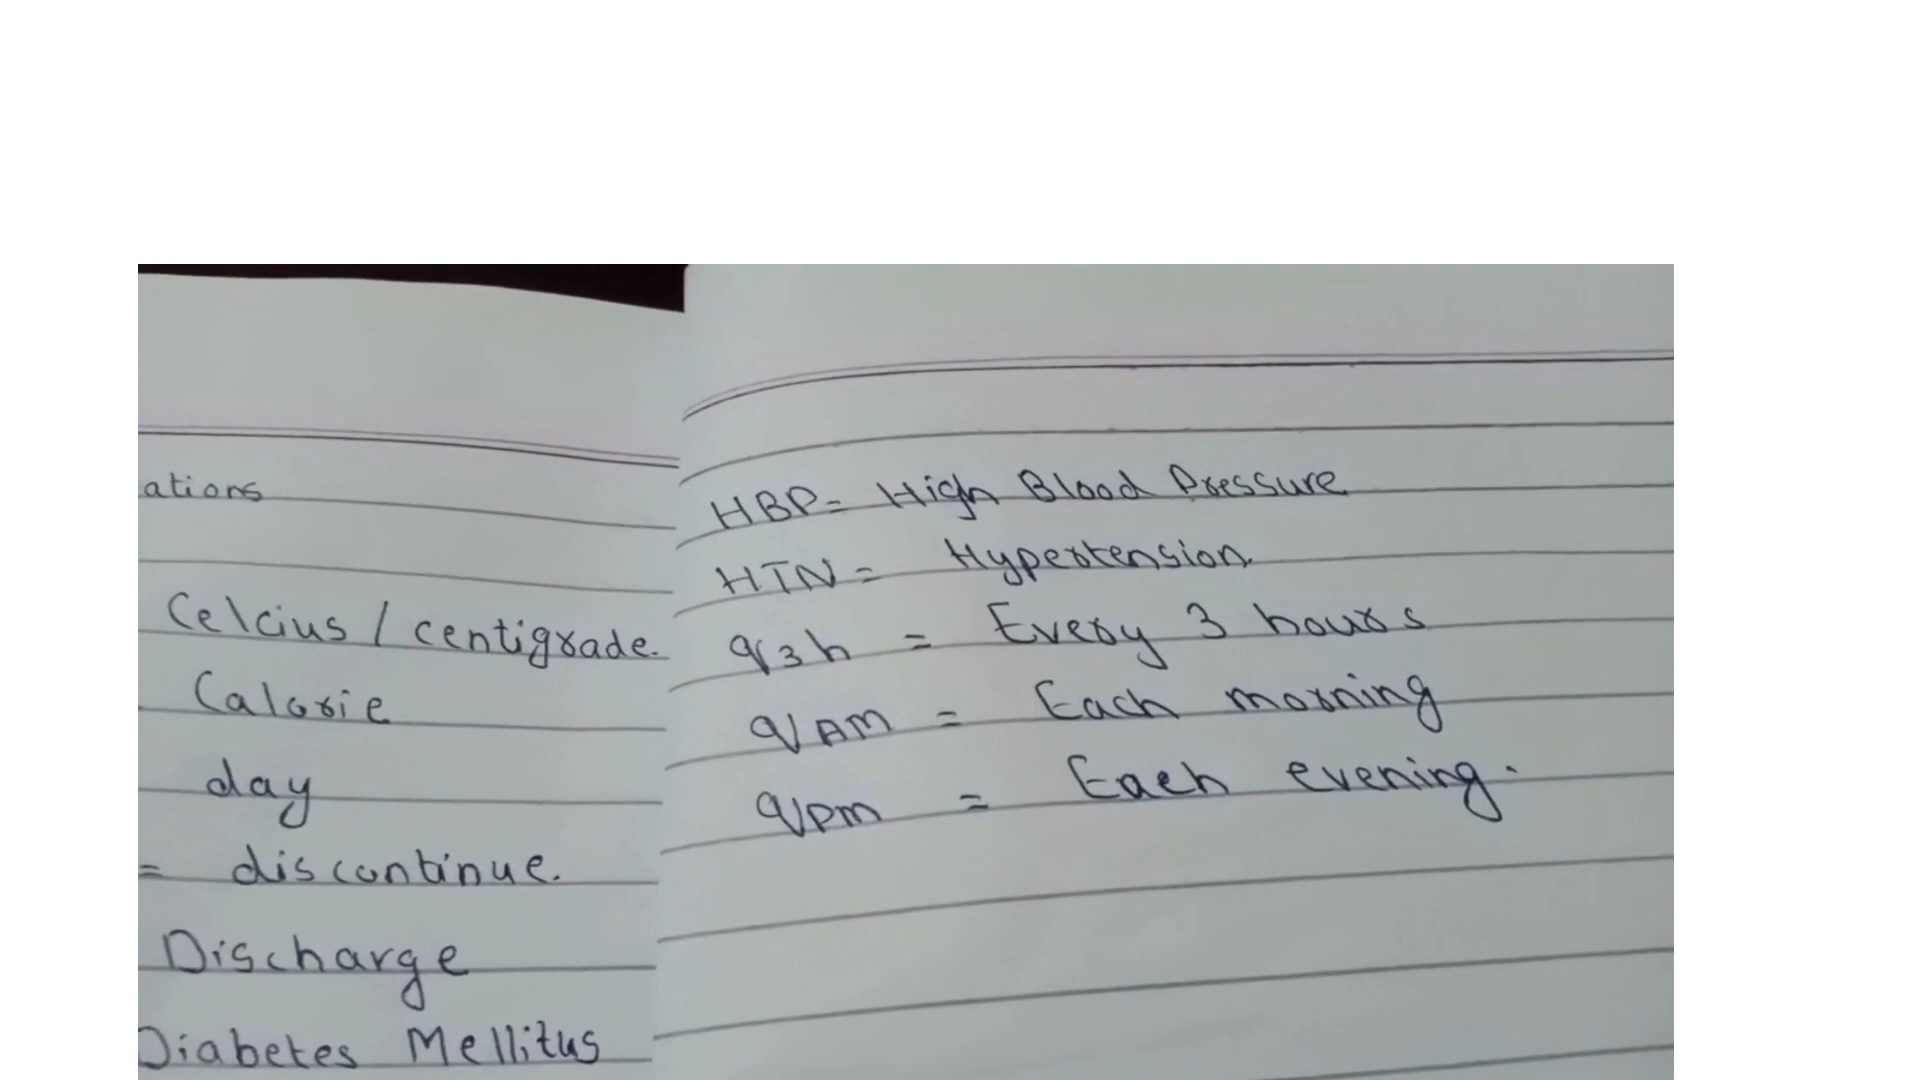 ations
Celcius / centigrade.
Calorie
day
= discontinue.
Discharge
Diabetes Mellitus
HBP = High Blood Pressure
HTN = Hypertension.
q3h = Every 3 hours
qAM = Each morning
qpm = Each evening.